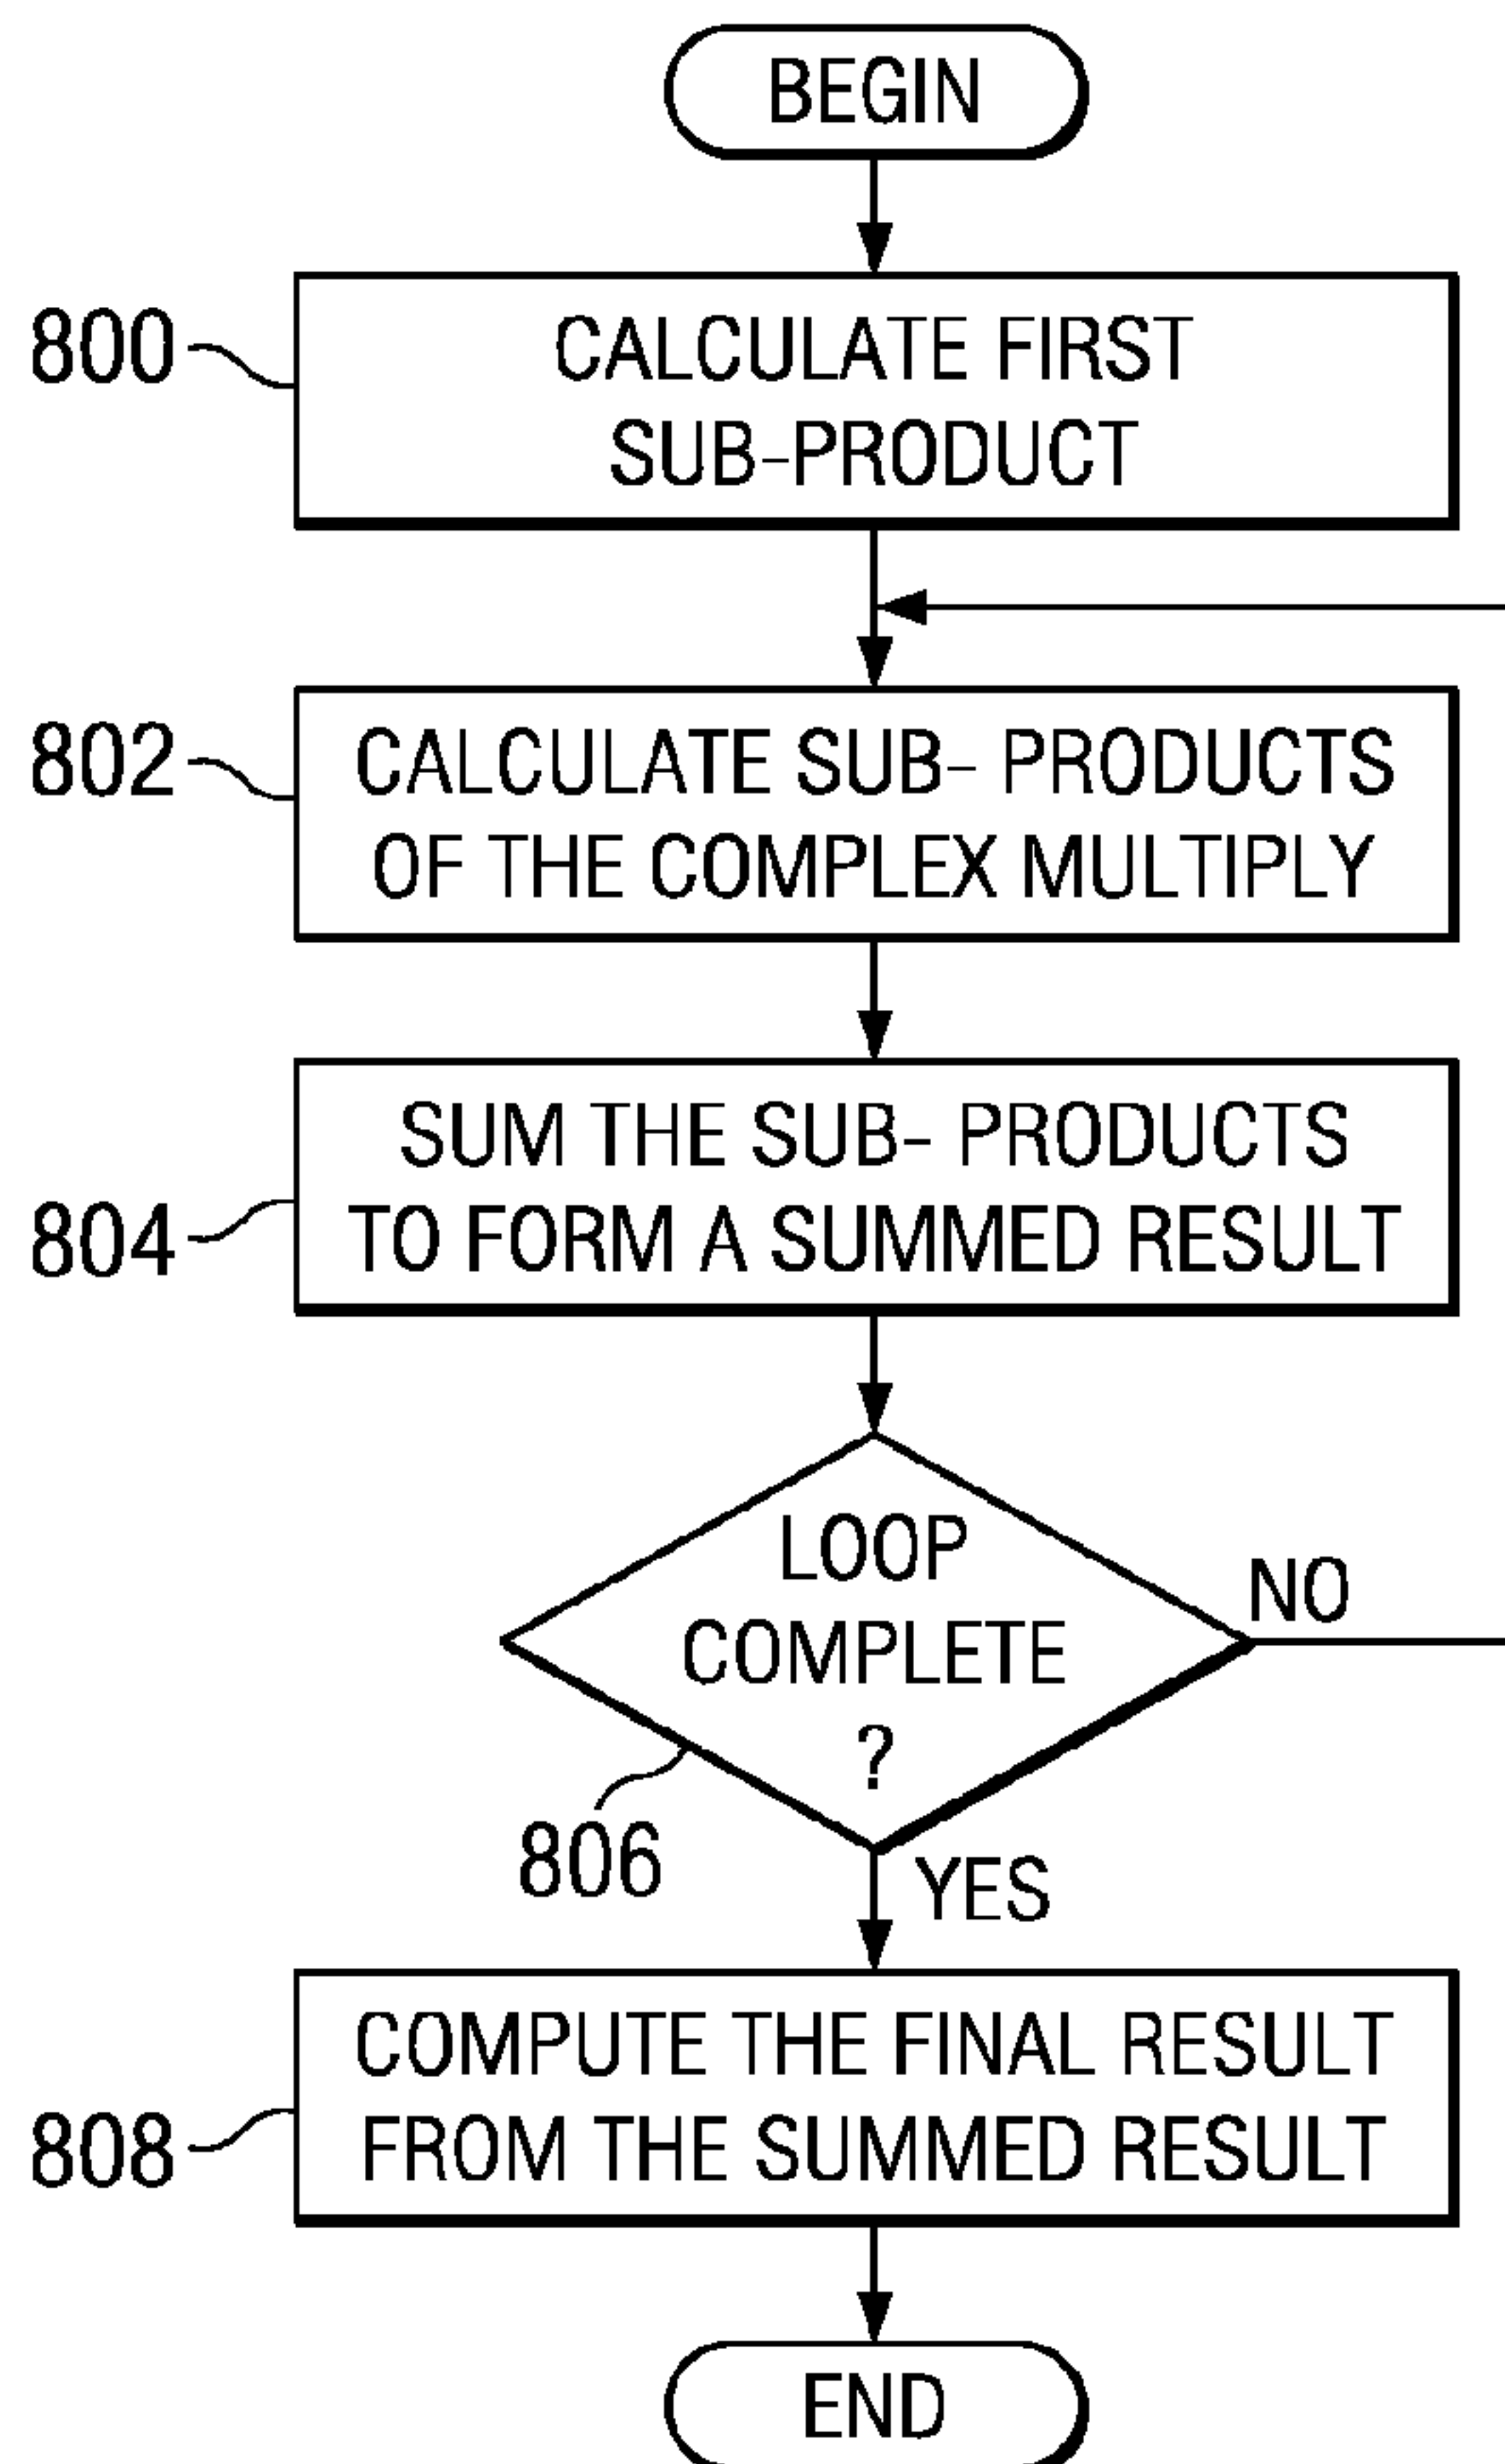 BEGIN
800
CALCULATE FIRST
SUB-PRODUCT
802
CALCULATE SUB- PRODUCTS
OF THE COMPLEX MULTIPLY
804
SUM THE SUB- PRODUCTS
TO FORM A SUMMED RESULT
LOOP
COMPLETE
?
NO
806
YES
808
COMPUTE THE FINAL RESULT
FROM THE SUMMED RESULT
END